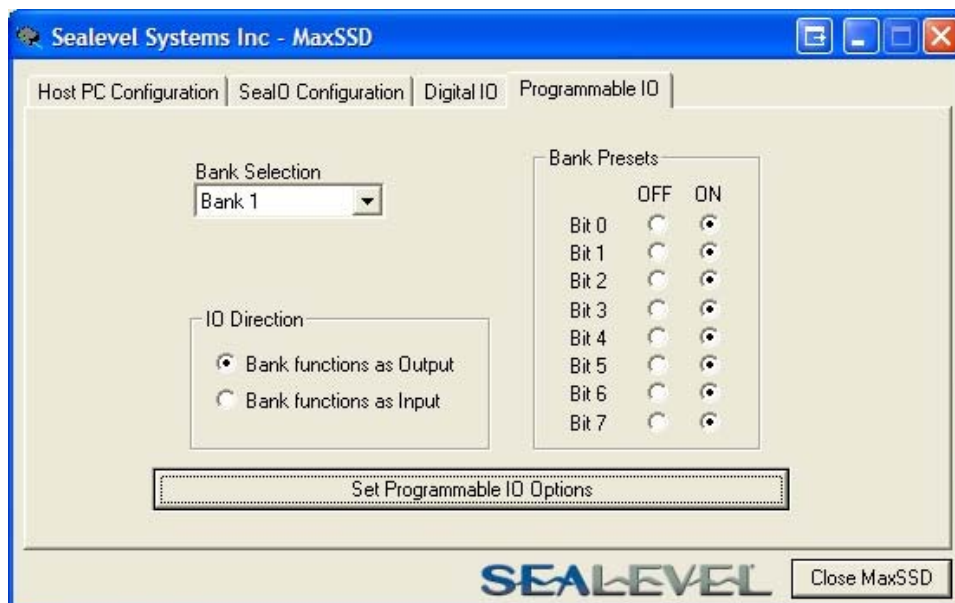 Sealevel Systems Inc - MaxSSD
Host PC Configuration SeaIO Configuration Digital IO Programmable IO
Bank Selection
Bank 1
IO Direction
Bank functions as Output
Bank functions as Input
Bank Presets
OFF ON
Bit 0
Bit 1
Bit 2
Bit 3
Bit 4
Bit 5
Bit 6
Bit 7
Set Programmable IO Options
SEALEVEL
Close MaxSSD